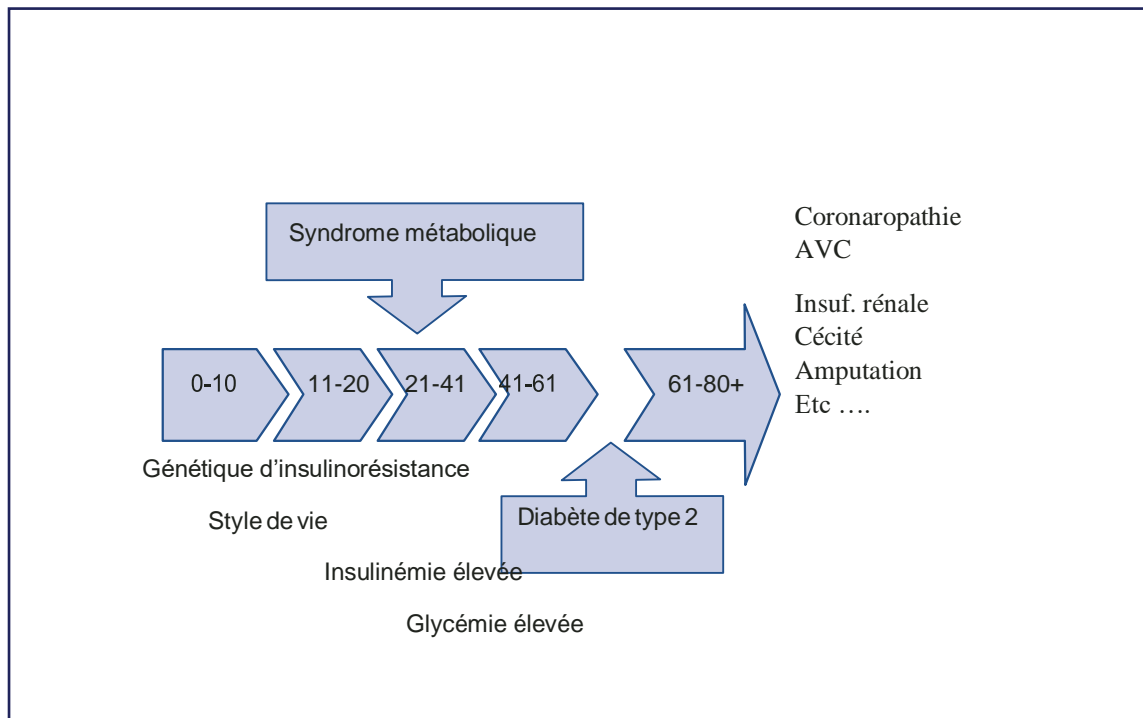 Syndrome métabolique
Coronaropathie
AVC
Insuf. rénale
Cécité
Amputation
Etc ....
0-10
11-20
21-41
41-61
61-80+
Génétique d'insulinorésistance
Style de vie
Diabète de type 2
Insulinémie élevée
Glycémie élevée